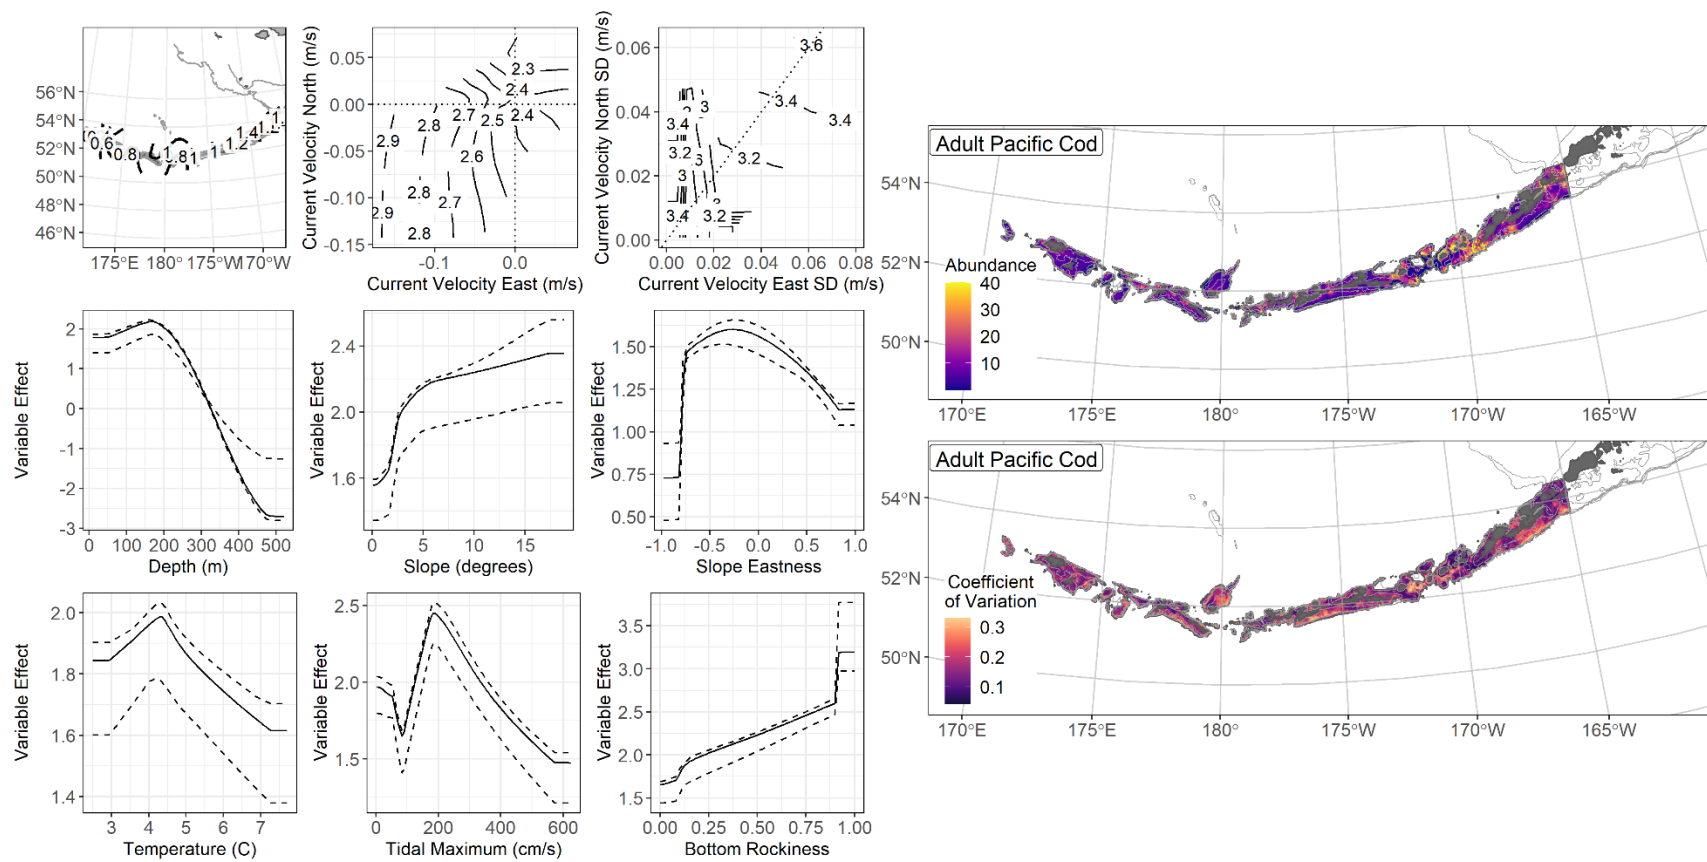 56°N
54°N
52°N
50°N
48°N
46°N
175°E
180°
175°W
170°W
0.6
0.8
1
0.8
1
1
1.2
1.4
1
Current Velocity North (m/s)
0.05
0.00
-0.05
-0.10
-0.15
2.3
2.4
2.7
2.5
2.4
2.8
2.9
2.6
2.8
2.7
2.9
2.8
-0.1
0.0
Current Velocity East (m/s)
Current Velocity North SD (m/s)
0.06
0.04
0.02
0.00
3.6
3.4
3.4
3
3.4
3.2
3.2
3
3.4
3.2
0.00
0.02
0.04
0.06
0.08
Current Velocity East SD (m/s)
Variable Effect
2
1
0
-1
-2
-3
0
100
200
300
400
500
Depth (m)
Variable Effect
2.4
2.0
1.6
0
5
10
15
Slope (degrees)
Variable Effect
1.50
1.25
1.00
0.75
0.50
-1.0
-0.5
0.0
0.5
1.0
Slope Eastness
Variable Effect
2.0
1.8
1.6
1.4
3
4
5
6
7
Temperature (C)
Variable Effect
2.5
2.0
1.5
0
200
400
600
Tidal Maximum (cm/s)
Variable Effect
3.5
3.0
2.5
2.0
1.5
0.00
0.25
0.50
0.75
1.00
Bottom Rockiness
Adult Pacific Cod
54°N
52°N
50°N
Abundance
40
30
20
10
170°E
175°E
180°
175°W
170°W
165°W
Adult Pacific Cod
54°N
52°N
50°N
Coefficient
of Variation
0.3
0.2
0.1
170°E
175°E
180°
175°W
170°W
165°W